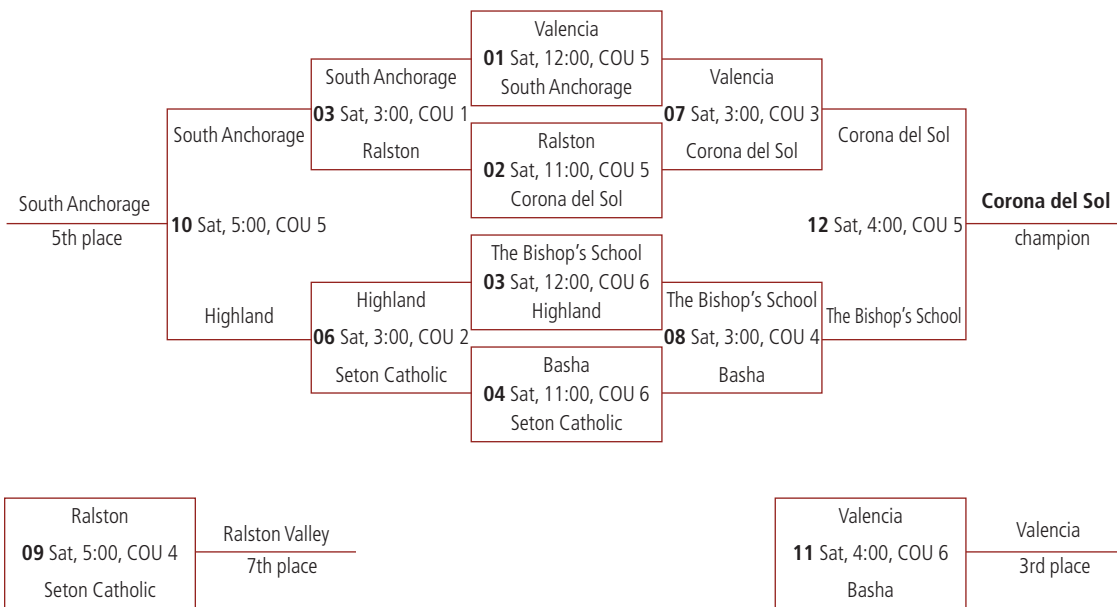 Valencia
01 Sat, 12:00, COU 5
South Anchorage
South Anchorage
03 Sat, 3:00, COU 1
Ralston
Valencia
07 Sat, 3:00, COU 3
Corona del Sol
Ralston
02 Sat, 11:00, COU 5
Corona del Sol
South Anchorage
Corona del Sol
South Anchorage
5th place
10 Sat, 5:00, COU 5
12 Sat, 4:00, COU 5
Corona del Sol
champion
The Bishop's School
03 Sat, 12:00, COU 6
Highland
Highland
06 Sat, 3:00, COU 2
Seton Catholic
The Bishop's School
08 Sat, 3:00, COU 4
Basha
Highland
The Bishop's School
Basha
04 Sat, 11:00, COU 6
Seton Catholic
Ralston
09 Sat, 5:00, COU 4
Seton Catholic
Ralston Valley
7th place
Valencia
11 Sat, 4:00, COU 6
Basha
Valencia
3rd place